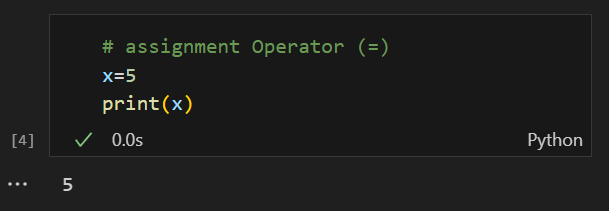 # assignment Operator (=)
x=5
print(x)
[4] 0.0s Python
5